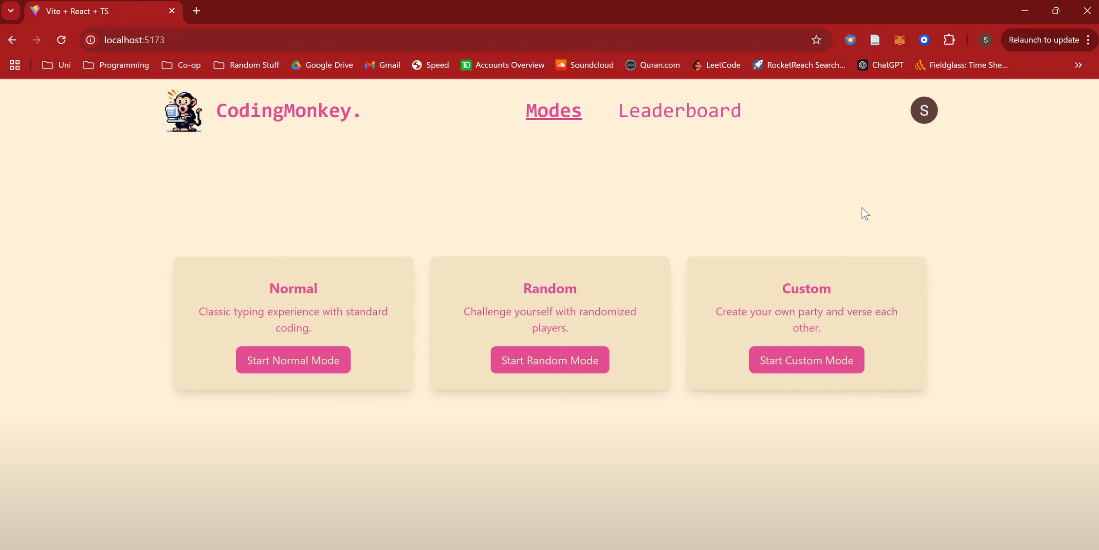 Vite + React + TS
localhost:5173
S
Relaunch to update
Uni
Programming
Co-op
Random Stuff
Google Drive
Gmail
Speed
Accounts Overview
Soundcloud
Quran.com
LeetCode
RocketReach Search...
ChatGPT
Fieldglass: Time She...
CodingMonkey.
Modes
Leaderboard
S
Normal
Classic typing experience with standard
coding.
Start Normal Mode
Random
Challenge yourself with randomized
players.
Start Random Mode
Custom
Create your own party and verse each
other.
Start Custom Mode